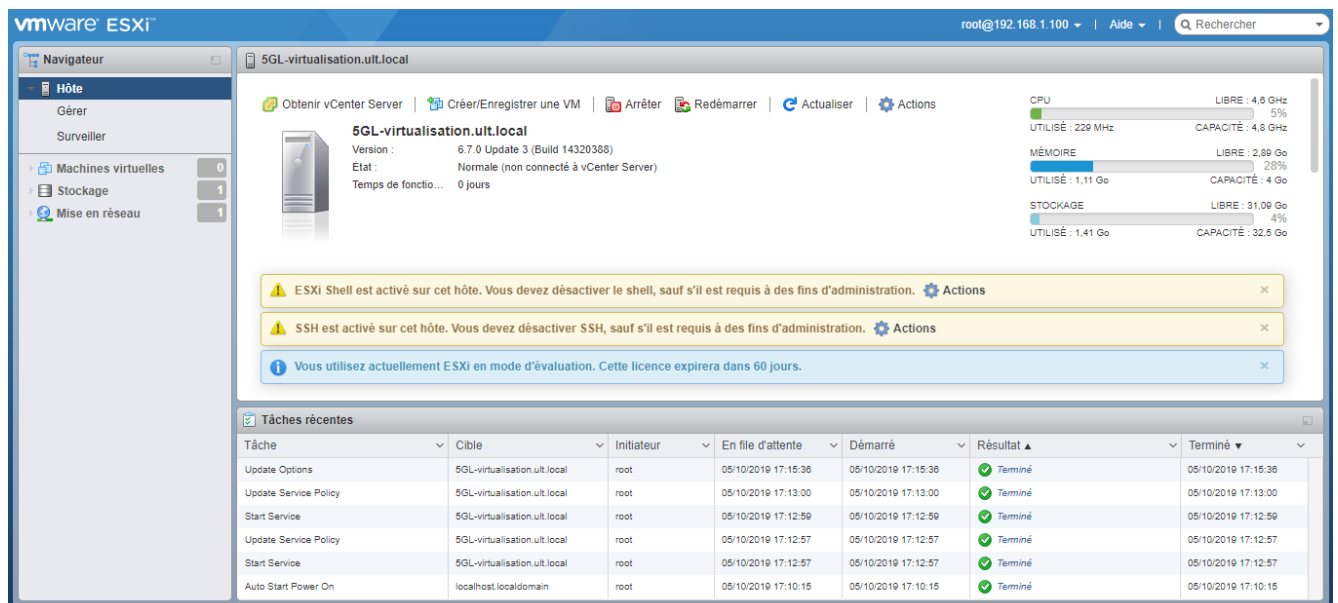 vmware ESXi™
root@192.168.1.100 | Aide | Rechercher
Navigateur
Hôte
Gérer
Surveiller
Machines virtuelles 0
Stockage 1
Mise en réseau 1
5GL-virtualisation.ult.local
Obtenir vCenter Server | Créer/Enregistrer une VM | Arrêter Redémarrer | Actualiser | Actions
5GL-virtualisation.ult.local
Version : 6.7.0 Update 3 (Build 14320388)
État : Normale (non connecté à vCenter Server)
Temps de fonctio... 0 jours
CPU LIBRE : 4,6 GHz
5%
UTILISÉ : 229 MHz CAPACITÉ : 4,8 GHz
MÉMOIRE LIBRE : 2,89 Go
28%
UTILISÉ : 1,11 Go CAPACITÉ : 4 Go
STOCKAGE LIBRE : 31,09 Go
4%
UTILISÉ : 1,41 Go CAPACITÉ : 32,5 Go
ESXi Shell est activé sur cet hôte. Vous devez désactiver le shell, sauf s'il est requis à des fins d'administration. Actions
SSH est activé sur cet hôte. Vous devez désactiver SSH, sauf s'il est requis à des fins d'administration. Actions
Vous utilisez actuellement ESXi en mode d'évaluation. Cette licence expirera dans 60 jours.
Tâches récentes
Tâche Cible Initiateur En file d'attente Démarré Résultat Terminé
Update Options 5GL-virtualisation.ult.local root 05/10/2019 17:15:36 05/10/2019 17:15:36 Terminé 05/10/2019 17:15:36
Update Service Policy 5GL-virtualisation.ult.local root 05/10/2019 17:13:00 05/10/2019 17:13:00 Terminé 05/10/2019 17:13:00
Start Service 5GL-virtualisation.ult.local root 05/10/2019 17:12:59 05/10/2019 17:12:59 Terminé 05/10/2019 17:12:59
Update Service Policy 5GL-virtualisation.ult.local root 05/10/2019 17:12:57 05/10/2019 17:12:57 Terminé 05/10/2019 17:12:57
Start Service 5GL-virtualisation.ult.local root 05/10/2019 17:12:57 05/10/2019 17:12:57 Terminé 05/10/2019 17:12:57
Auto Start Power On localhost.localdomain root 05/10/2019 17:10:15 05/10/2019 17:10:15 Terminé 05/10/2019 17:10:15